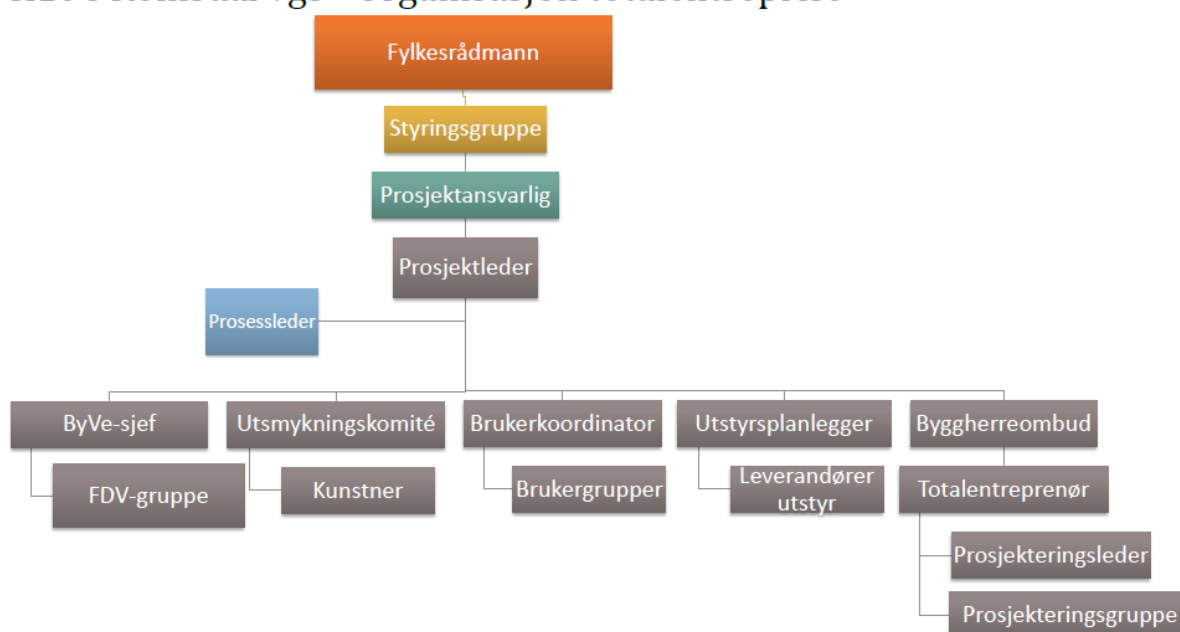 Fylkesrådmann
Styringsgruppe
Prosjektansvarlig
Prosjektleder
Prosessleder
ByVe-sjef
Utsmykningskomité
Brukerkoordinator
Utstyrsplanlegger
Byggherreombud
FDV-gruppe
Kunstner
Brukergrupper
Leverandører
utstyr
Totalentreprenør
Prosjekteringsleder
Prosjekteringsgruppe